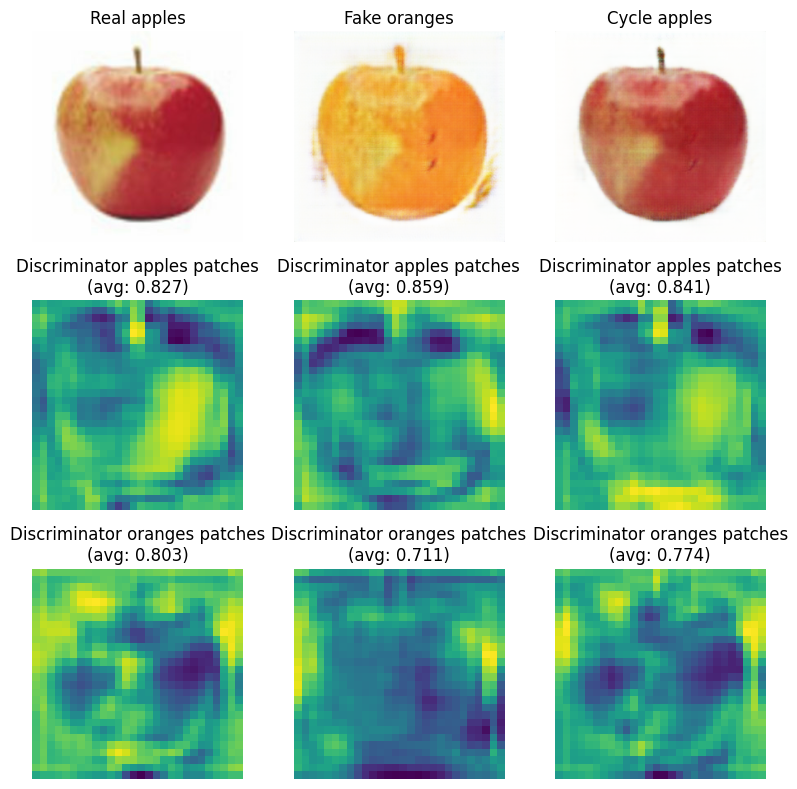 Real apples
Fake oranges
Cycle apples
Discriminator apples patches
(avg: 0.827)
Discriminator apples patches
(avg: 0.859)
Discriminator apples patches
(avg: 0.841)
Discriminator oranges patches
(avg: 0.803)
Discriminator oranges patches
(avg: 0.711)
Discriminator oranges patches
(avg: 0.774)